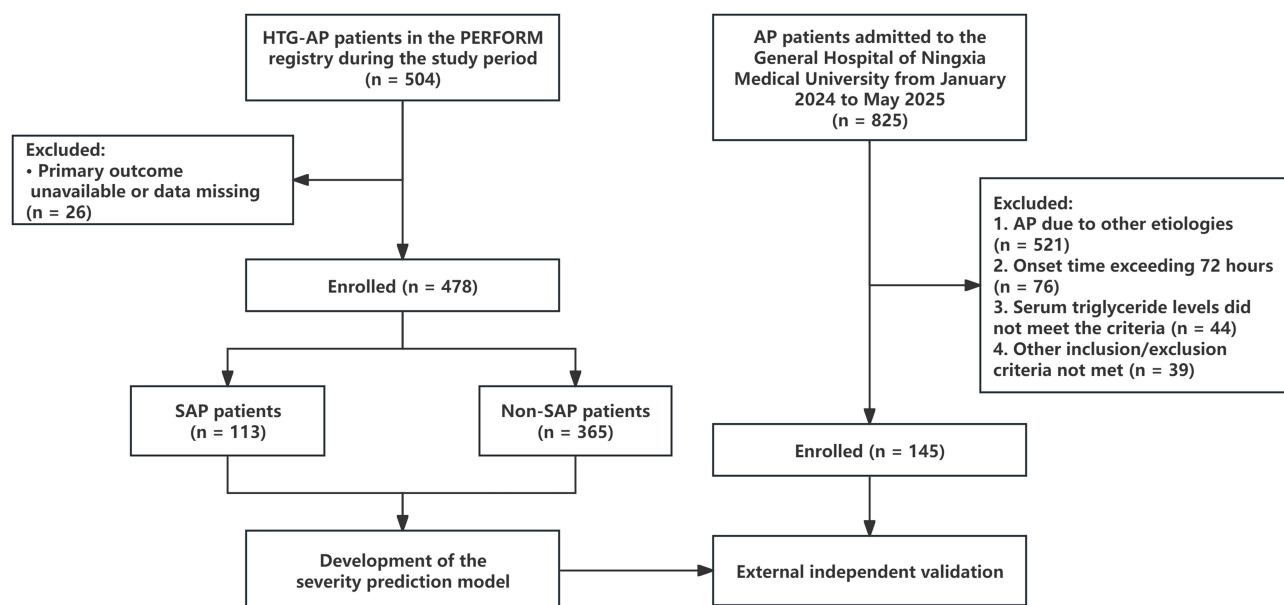 HTG-AP patients in the PERFORM
registry during the study period
(n = 504)
Excluded:
• Primary outcome
unavailable or data missing
(n = 26)
Enrolled (n = 478)
SAP patients
(n = 113)
Non-SAP patients
(n = 365)
Development of the
severity prediction model
AP patients admitted to the
General Hospital of Ningxia
Medical University from January
2024 to May 2025
(n = 825)
Excluded:
1. AP due to other etiologies
(n = 521)
2. Onset time exceeding 72 hours
(n = 76)
3. Serum triglyceride levels did
not meet the criteria (n = 44)
4. Other inclusion/exclusion
criteria not met (n = 39)
Enrolled (n = 145)
External independent validation